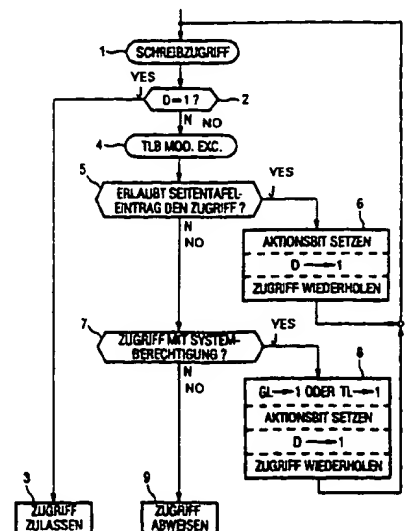 1
SCHREIBZUGRIFF
YES
D=1 ?
2
N NO
4
TLB MOD. EXC.
5
YES
ERLAUBT SEITENTAFEL-
EINTRAG DEN ZUGRIFF ?
N
NO
6
AKTIONSBIT SETZEN
D → 1
ZUGRIFF WIEDERHOLEN
7
YES
ZUGRIFF MIT SYSTEM-
BERECHTIGUNG ?
N
NO
8
GL → 1 ODER TL → 1
AKTIONSBIT SETZEN
D → 1
ZUGRIFF WIEDERHOLEN
3
ZUGRIFF
ZULASSEN
9
ZUGRIFF
ABWEISEN